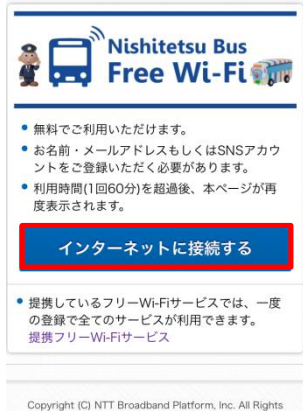 Nishitetsu Bus
Free Wi-Fi
無料でご利用いただけます。
お名前・メールアドレスもしくはSNSアカウ
ントをご登録いただく必要があります。
利用時間(1回60分)を超過後、本ページが再
度表示されます。
インターネットに接続する
提携しているフリーWi-Fiサービスでは、一度
の登録で全てのサービスが利用できます。
提携フリーWi-Fiサービス
Copyright (C) NTT Broadband Platform, Inc. All Rights